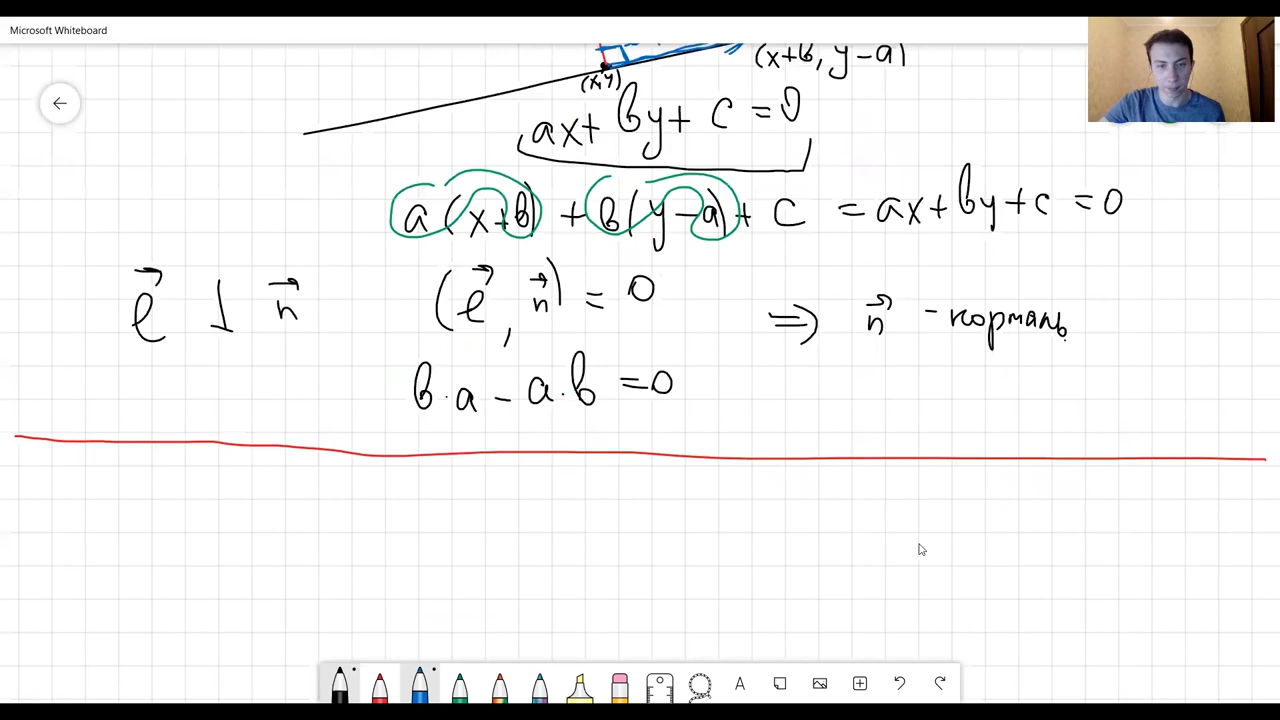 Microsoft Whiteboard
(x+b, y-a)
(x,y)
ax+by+c=0
a(x+b)+b(y-a)+c = ax+by+c=0
e⃗ ⊥ n⃗ (e⃗, n⃗)=0 ⇒ n⃗ - нормаль.
b·a-a·b=0